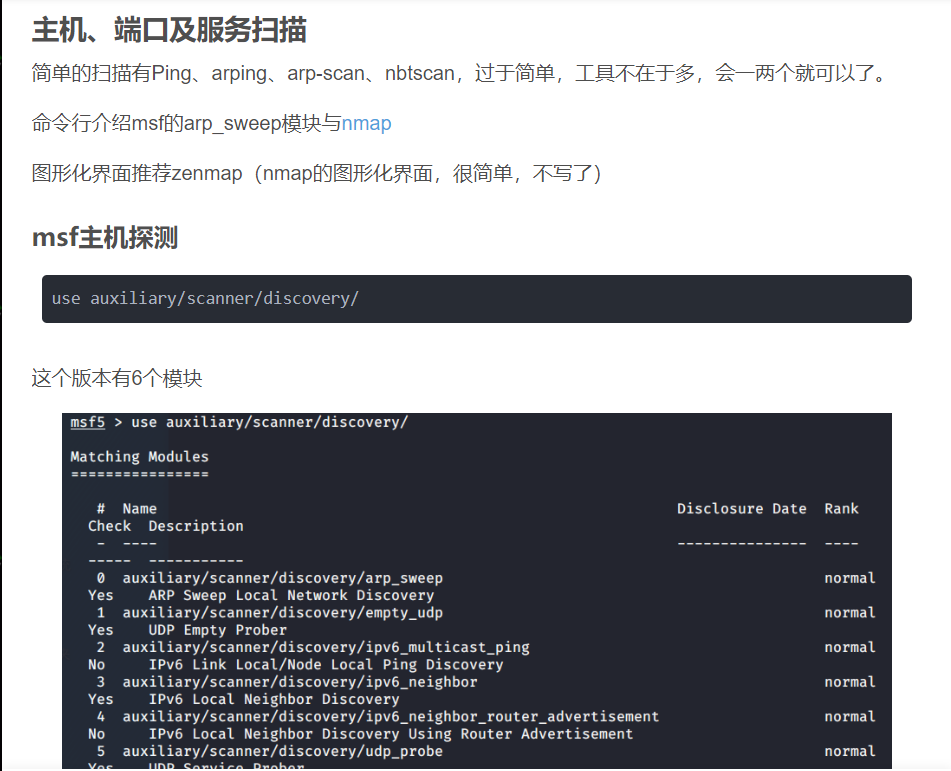 主机、端口及服务扫描
简单的扫描有Ping、arping、arp-scan、nbtscan，过于简单，工具不在于多，会一两个就可以了。
命令行介绍msf的arp_sweep模块与nmap
图形化界面推荐zenmap（nmap的图形化界面，很简单，不写了）
msf主机探测
use auxiliary/scanner/discovery/
这个版本有6个模块
msf5 > use auxiliary/scanner/discovery/
Matching Modules
================
#  Name                                                            Disclosure Date  Rank
Check  Description
-  ----                                                            ---------------  ----
-----  -----------
0  auxiliary/scanner/discovery/arp_sweep                                            normal
Yes    ARP Sweep Local Network Discovery
1  auxiliary/scanner/discovery/empty_udp                                            normal
Yes    UDP Empty Prober
2  auxiliary/scanner/discovery/ipv6_multicast_ping                                  normal
No     IPv6 Link Local/Node Local Ping Discovery
3  auxiliary/scanner/discovery/ipv6_neighbor                                        normal
Yes    IPv6 Local Neighbor Discovery
4  auxiliary/scanner/discovery/ipv6_neighbor_router_advertisement                   normal
No     IPv6 Local Neighbor Discovery Using Router Advertisement
5  auxiliary/scanner/discovery/udp_probe                                            normal
Yes    UDP Service Prober